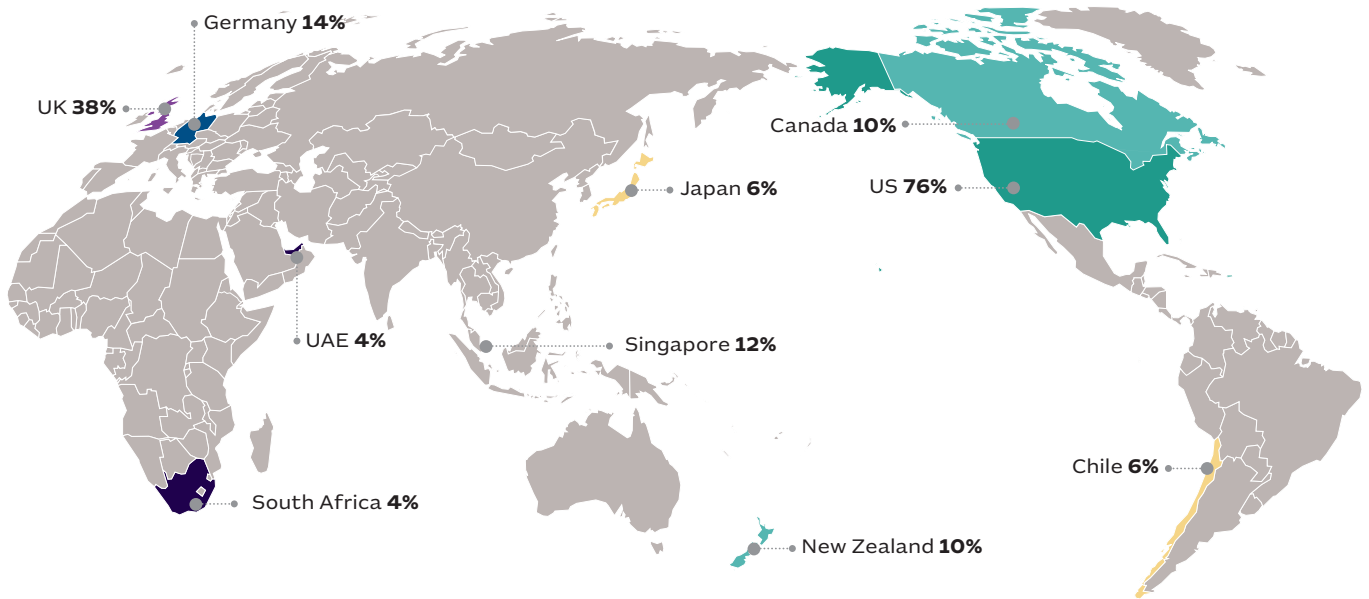 Germany 14%
UK 38%
Canada 10%
US 76%
Japan 6%
UAE 4%
Singapore 12%
Chile 6%
South Africa 4%
New Zealand 10%